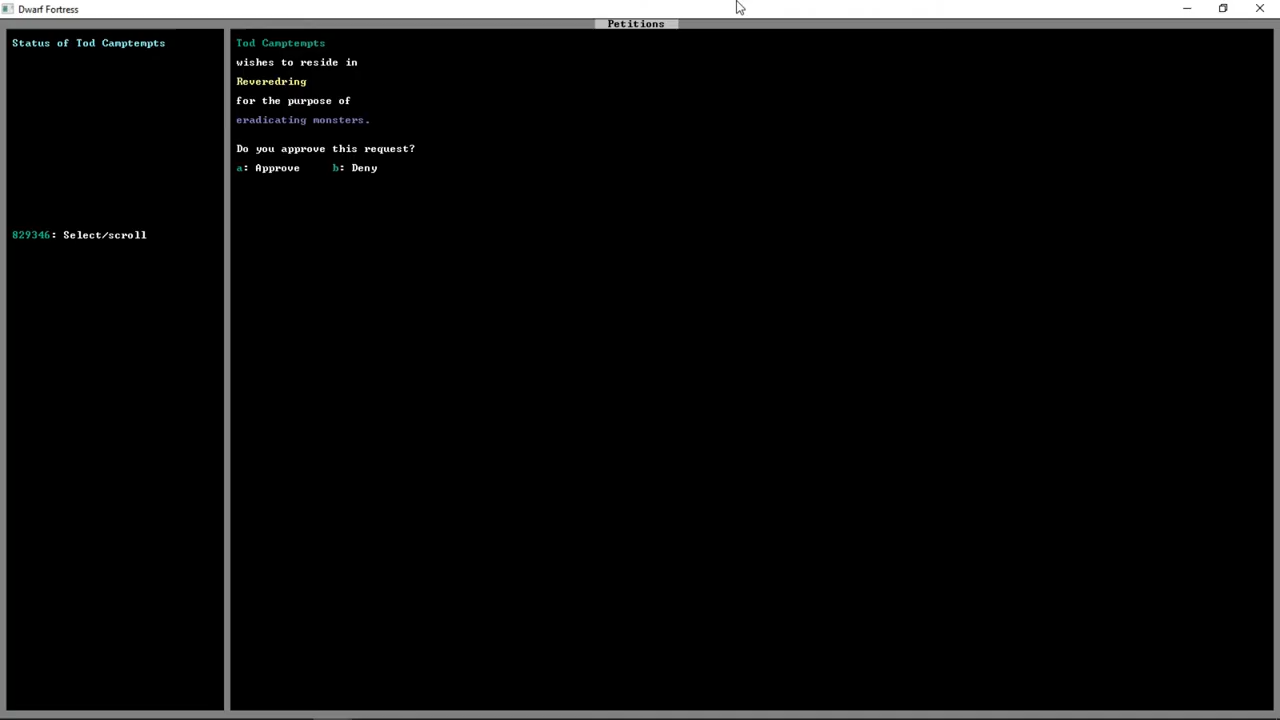 Dwarf Fortress
Petitions
Status of Tod Camptempts
Tod Camptempts
wishes to reside in
Reveredring
for the purpose of
eradicating monsters.
Do you approve this request?
a: Approve b: Deny
829346: Select/scroll